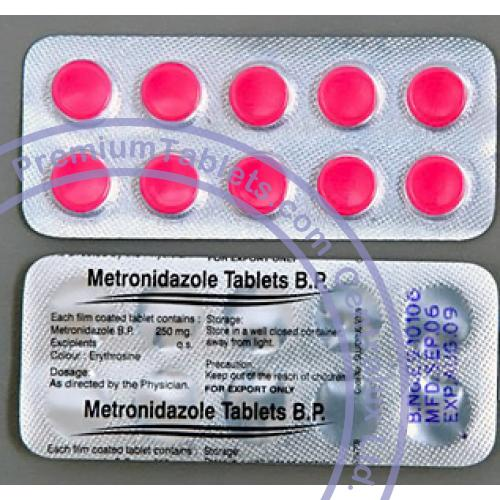 PremiumTablets.com
FOR EXPORT ONLY
Metronidazole Tablets B.P.
Each film coated tablet contains :
Metronidazole B.P. 250 mg.
Excipients q.s.
Colour : Erythrosine
Dosage:
As directed by the Physician.
Storage:
Store in a well closed container
away from light.
Precaution:
Keep out of the reach of children
FOR EXPORT ONLY
Metronidazole Tablets B.P.
Each film coated tablet contains :
Storage:
MFD.SEP.06
EXP.AUG.09
Ltd.